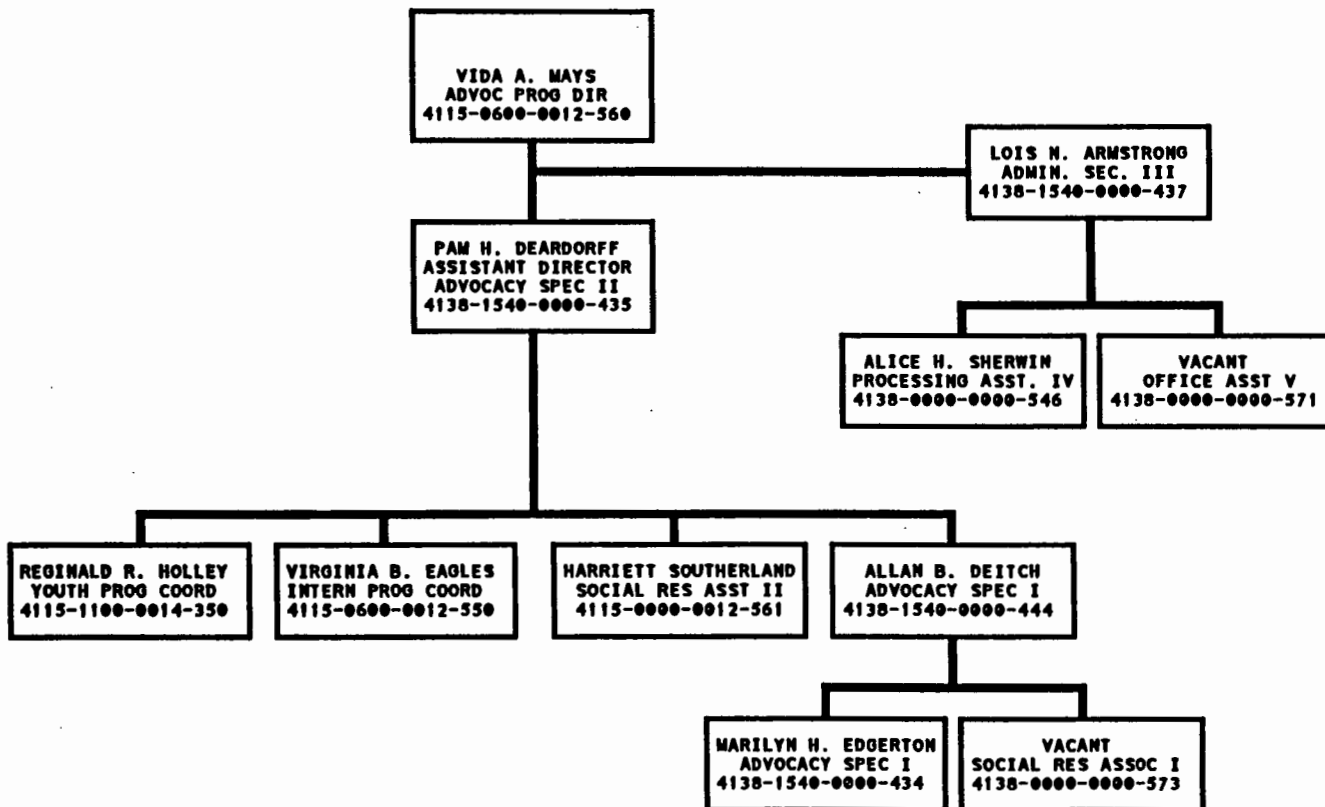 VIDA A. MAYS
ADVOC PROG DIR
4115-0600-0012-560
LOIS N. ARMSTRONG
ADMIN. SEC. III
4138-1540-0000-437
PAM H. DEARDORFF
ASSISTANT DIRECTOR
ADVOCACY SPEC II
4138-1540-0000-435
ALICE H. SHERWIN
PROCESSING ASST. IV
4138-0000-0000-546
VACANT
OFFICE ASST V
4138-0000-0000-571
REGINALD R. HOLLEY
YOUTH PROG COORD
4115-1100-0014-350
VIRGINIA B. EAGLES
INTERN PROG COORD
4115-0600-0012-550
HARRIETT SOUTHERLAND
SOCIAL RES ASST II
4115-0000-0012-561
ALLAN B. DEITCH
ADVOCACY SPEC I
4138-1540-0000-444
MARILYN H. EDGERTON
ADVOCACY SPEC I
4138-1540-0000-434
VACANT
SOCIAL RES ASSOC I
4138-0000-0000-573